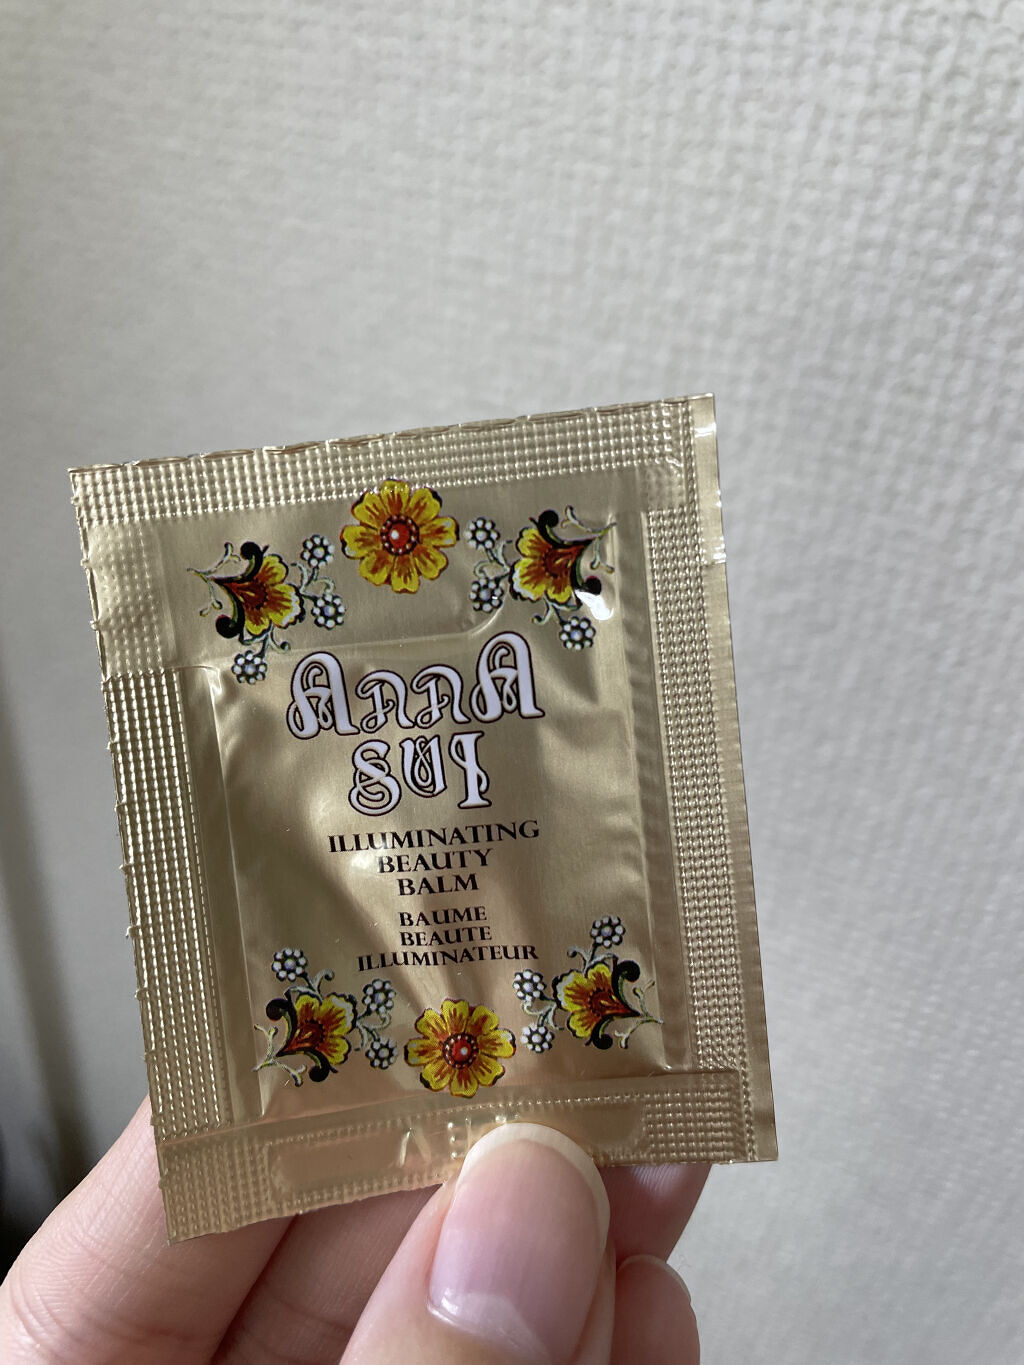 ANNA
SUI
ILLUMINATING
BEAUTY
BALM
BAUME
BEAUTE
ILLUMINATEUR